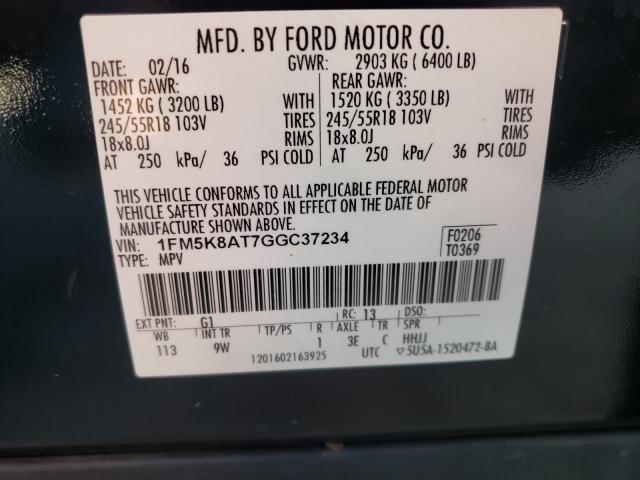 MFD. BY FORD MOTOR CO.
DATE: 02/16 GVWR: 2903 KG ( 6400 LB)
FRONT GAWR: REAR GAWR:
1452 KG ( 3200 LB) WITH 1520 KG ( 3350 LB) WITH
245/55R18 103V TIRES 245/55R18 103V TIRES
18x8.0J RIMS 18x8.0J RIMS
AT 250 kPa/ 36 PSI COLD AT 250 kPa/ 36 PSI COLD
THIS VEHICLE CONFORMS TO ALL APPLICABLE FEDERAL MOTOR
VEHICLE SAFETY STANDARDS IN EFFECT ON THE DATE OF
MANUFACTURE SHOWN ABOVE.
VIN: 1FM5K8AT7GGC37234 F0206
TYPE: MPV T0369
EXT PNT: G1 RC: 13 DSO:
WB INT TR TP/PS R AXLE TR SPR
113 9W 1 3E C HHJJ
1201602163925 UTC ▽5U5A-1520472-BA